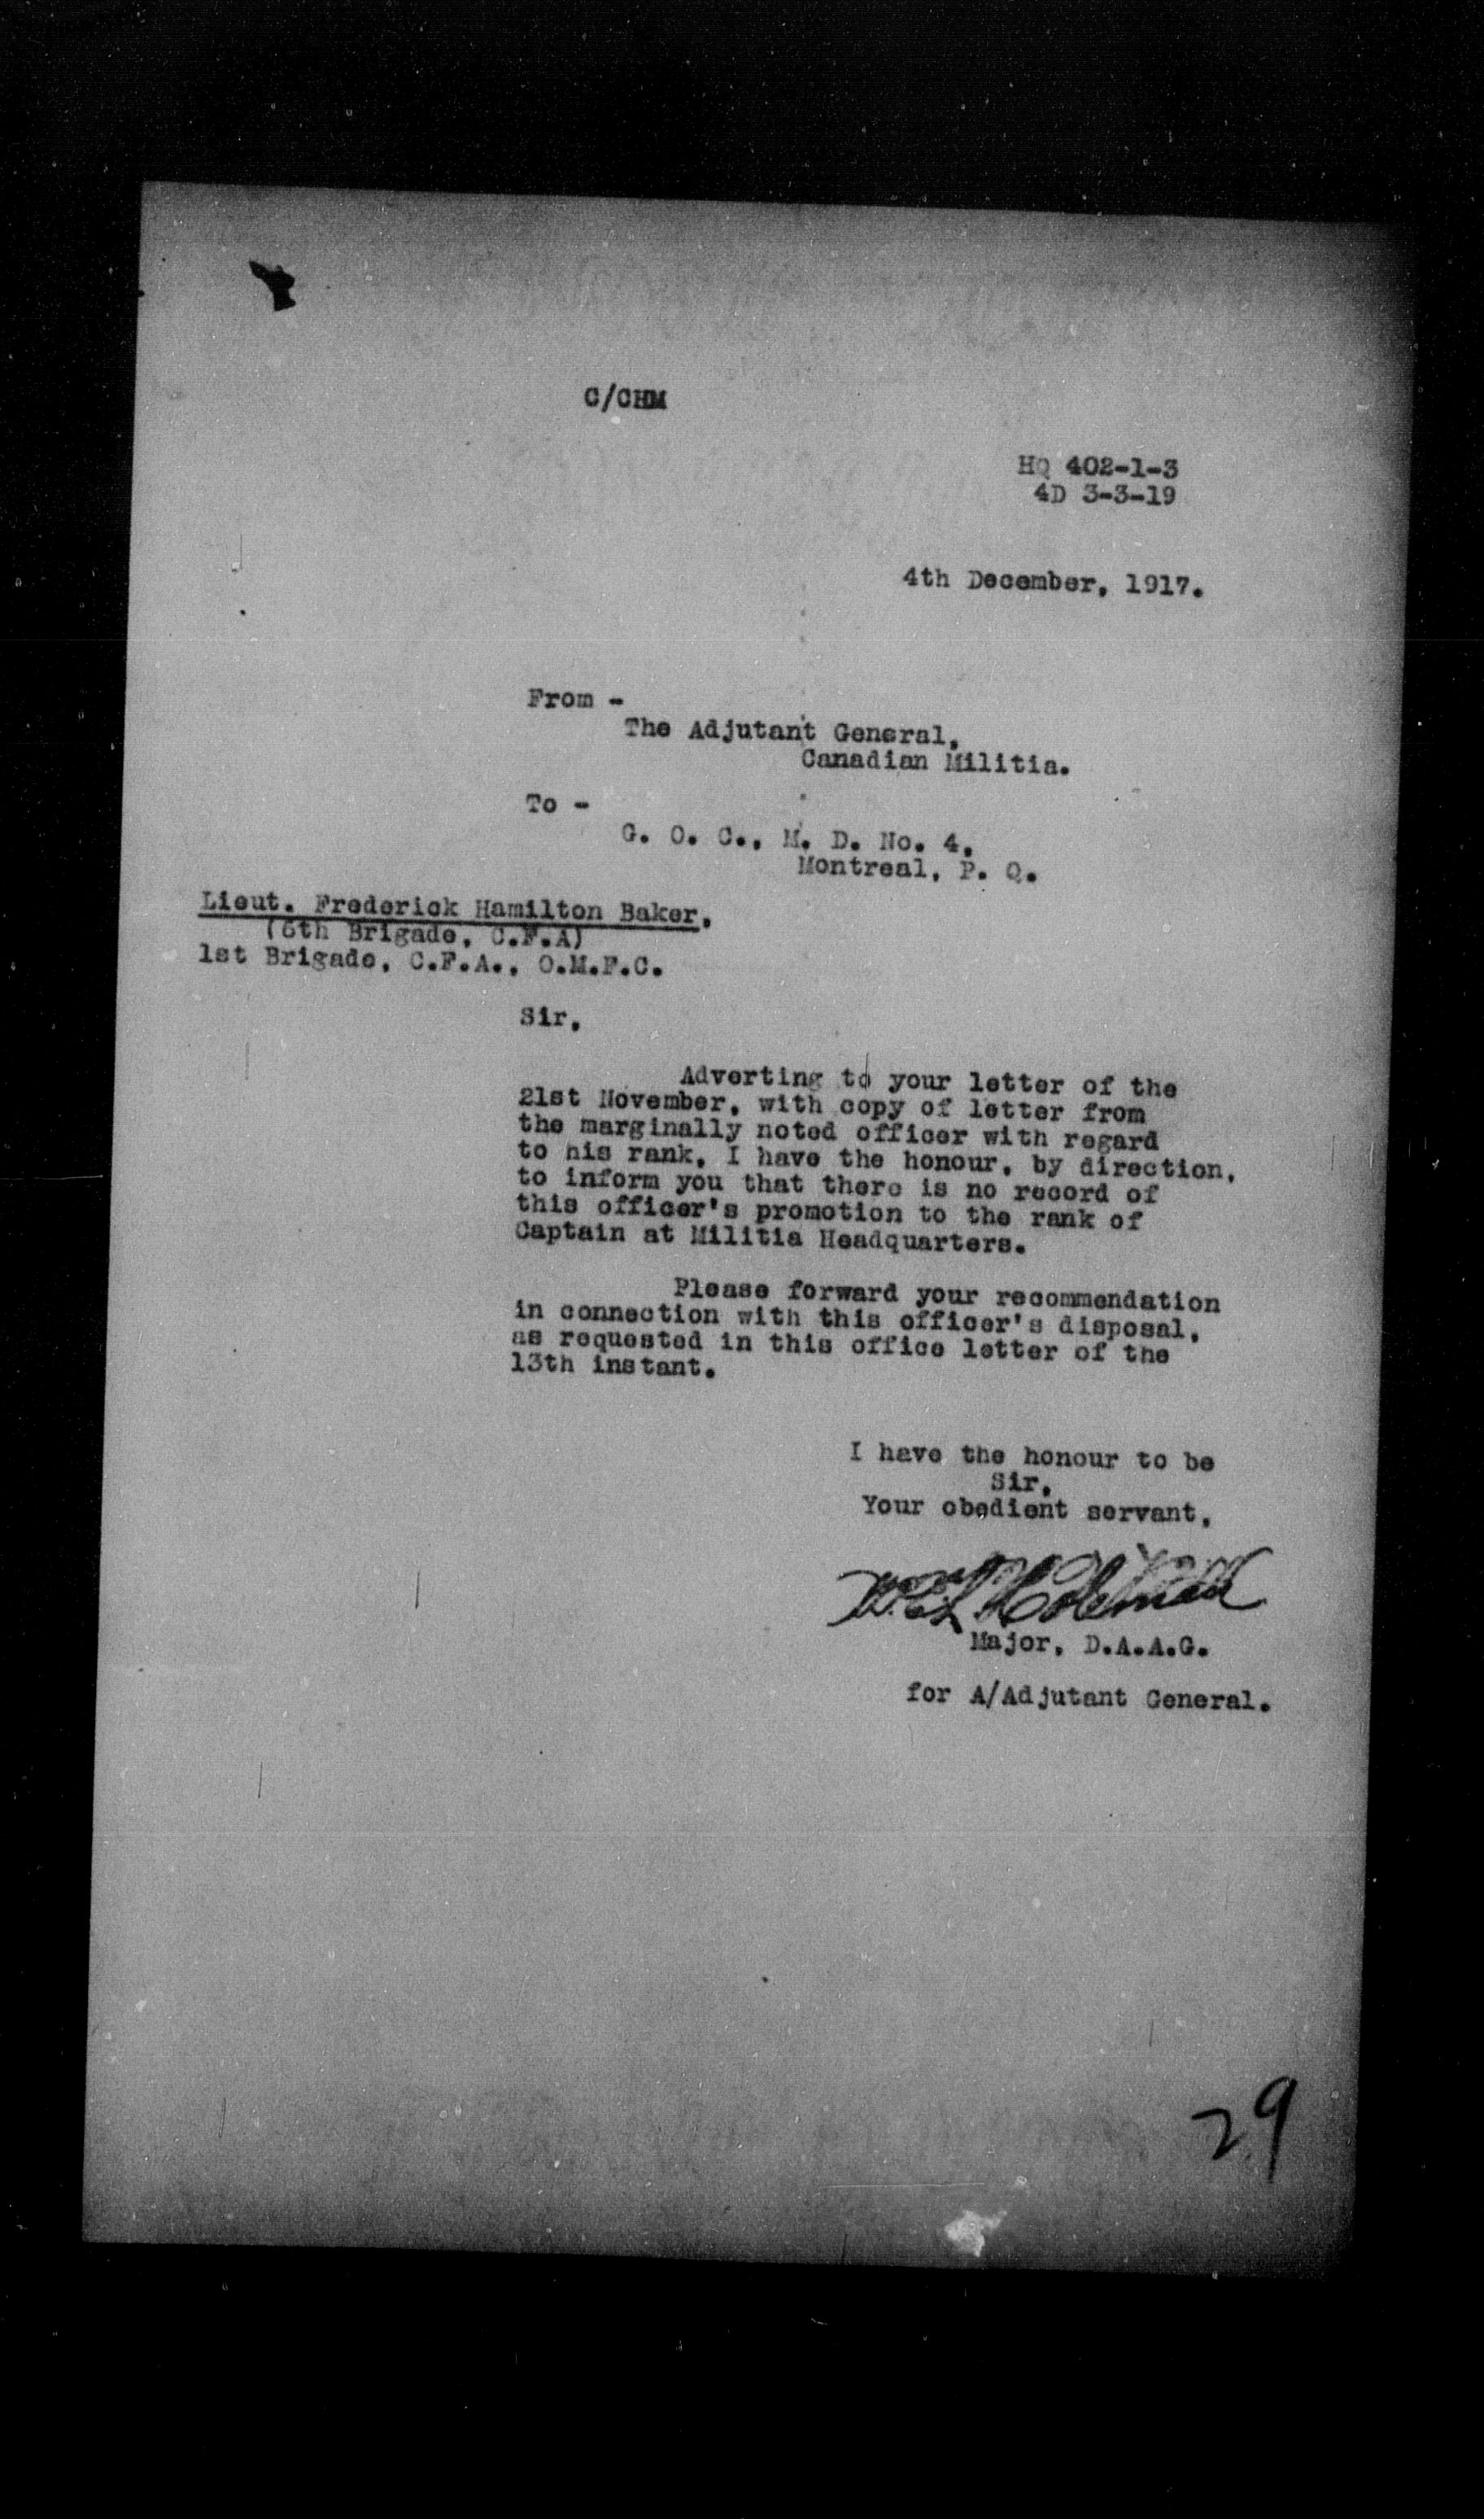 C/CHM
HQ 402-1-3
4D 3-3-19
4th December, 1917.
From -
The Adjutant General,
Canadian Militia.
To -
G. O. C., M. D. No. 4,
Montreal, P. Q.
Lieut. Frederick Hamilton Baker,
(6th Brigade, C.F.A)
1st Brigade, C.F.A., O.M.F.C.
Sir,
Adverting to your letter of the
21st November, with copy of letter from
the marginally noted officer with regard
to his rank, I have the honour, by direction,
to inform you that there is no record of
this officer's promotion to the rank of
Captain at Militia Headquarters.
Please forward your recommendation
in connection with this officer's disposal,
as requested in this office letter of the
13th instant.
I have the honour to be
Sir,
Your obedient servant,
Major, D.A.A.G.
for A/Adjutant General.
29